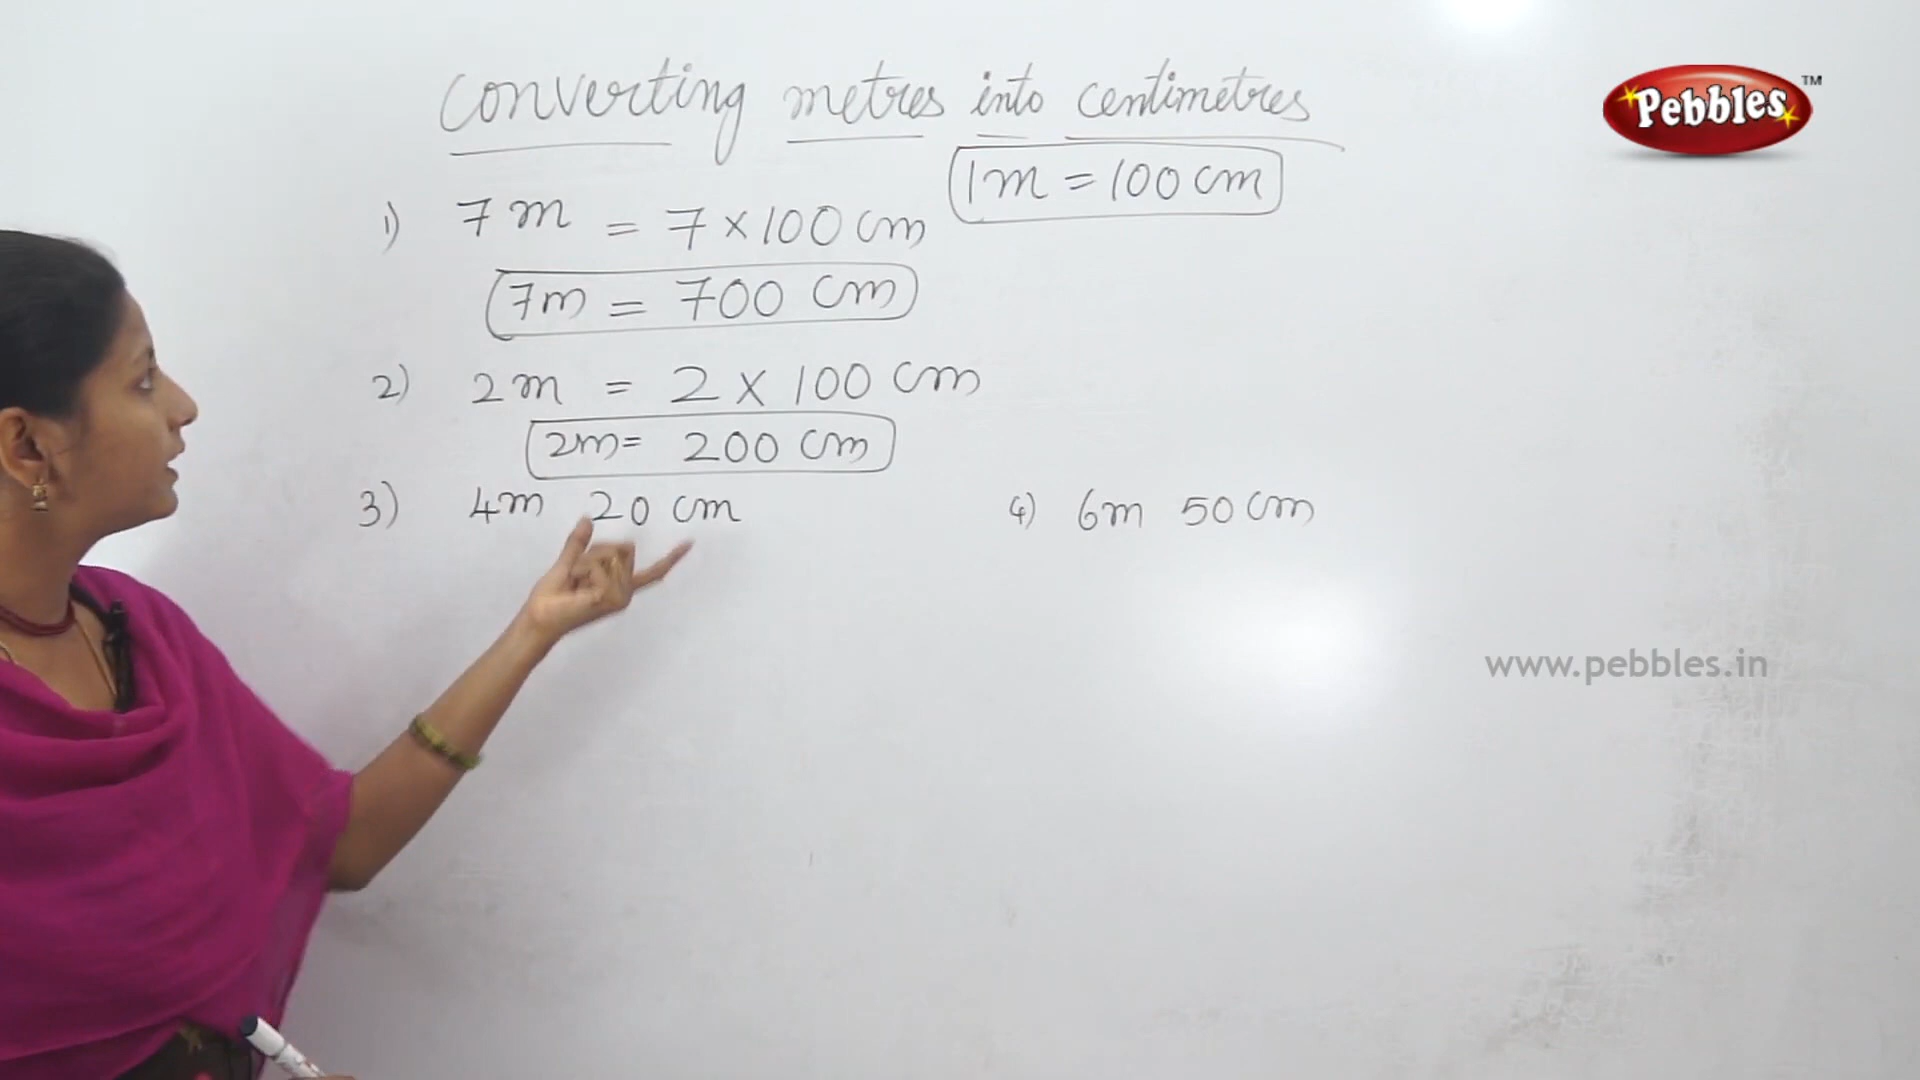 Converting metres into centimetres
1m = 100 cm
1) 7 m = 7 × 100 cm
7m = 700 cm
2) 2 m = 2 × 100 cm
2m = 200 cm
3) 4m 20 cm
4) 6m 50 cm
Pebbles™
www.pebbles.in